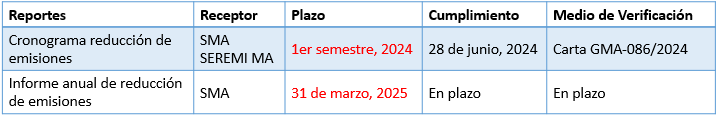 Reportes Receptor Plazo Cumplimiento Medio de Verificación
Cronograma reducción de emisiones SMA SEREMI MA 1er semestre, 2024 28 de junio, 2024 Carta GMA-086/2024
Informe anual de reducción de emisiones SMA 31 de marzo, 2025 En plazo En plazo